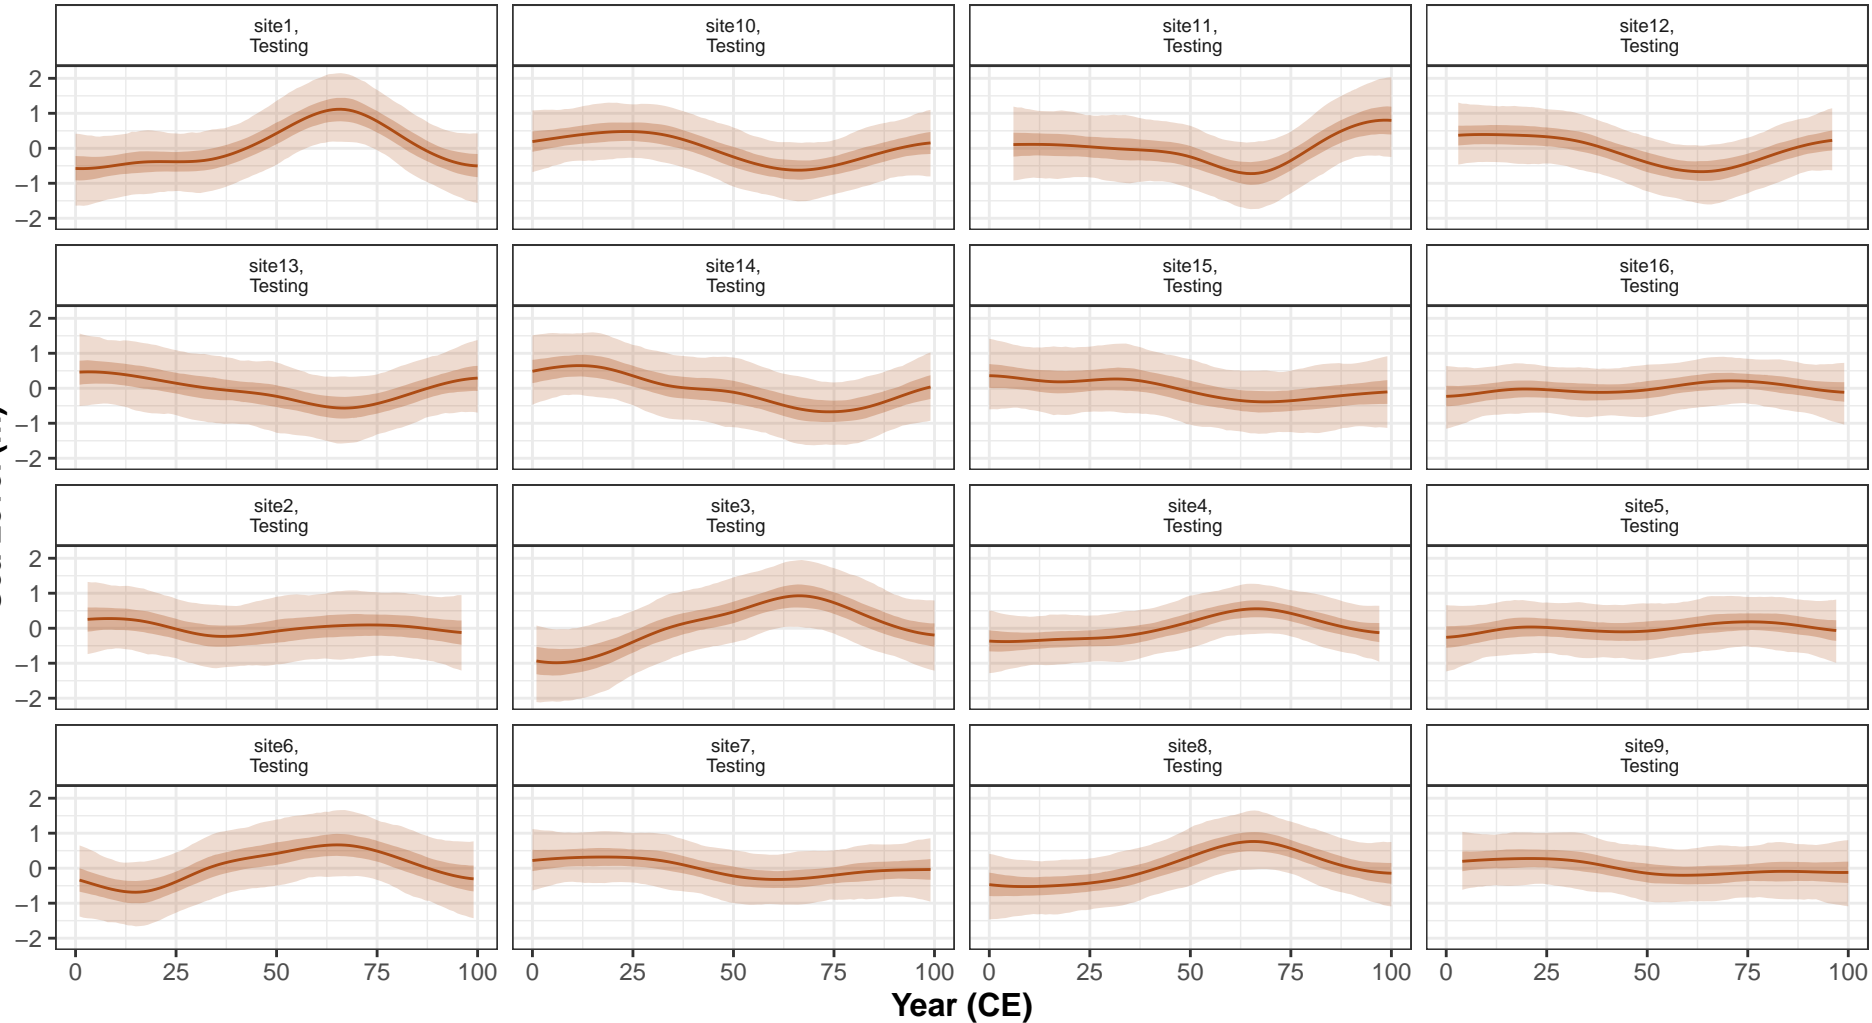 site1,
Testing
site10,
Testing
site11,
Testing
site12,
Testing
2
1
0
−1
−2
site13,
Testing
site14,
Testing
site15,
Testing
site16,
Testing
2
1
0
−1
−2
site2,
Testing
site3,
Testing
site4,
Testing
site5,
Testing
2
1
0
−1
−2
site6,
Testing
site7,
Testing
site8,
Testing
site9,
Testing
2
1
0
−1
−2
0 25 50 75 100 0 25 50 75 100 0 25 50 75 100 0 25 50 75 100
Year (CE)